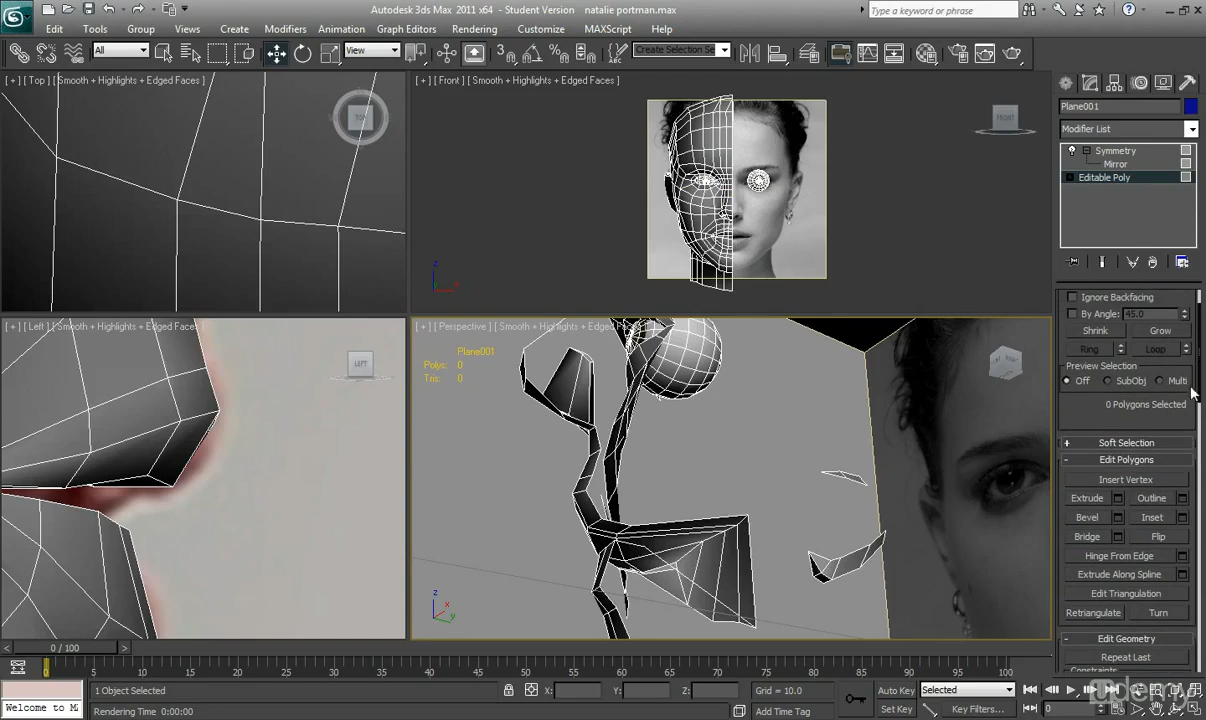 Autodesk 3ds Max 2011 x64 - Student Version natalie portman.max
Type a keyword or phrase
Edit Tools Group Views Create Modifiers Animation Graph Editors Rendering Customize MAXScript Help
All View Create Selection Se
[ + ] [ Top ] [ Smooth + Highlights + Edged Faces ]
[ + ] [ Front ] [ Smooth + Highlights + Edged Faces ]
TOP
FRONT
Plane001
Modifier List
Symmetry
Mirror
Editable Poly
z
x
[ + ] [ Left ] [ Smooth + Highlights + Edged Faces ]
[ + ] [ Perspective ] [ Smooth + Highlights + Edged Faces ]
LEFT
Plane001
Polys: 0
Tris: 0
z
x
y
Ignore Backfacing
By Angle: 45.0
Shrink Grow
Ring Loop
Preview Selection
Off SubObj Multi
0 Polygons Selected
+ Soft Selection
- Edit Polygons
Insert Vertex
Extrude Outline
Bevel Inset
Bridge Flip
Hinge From Edge
Extrude Along Spline
Edit Triangulation
Retriangulate Turn
- Edit Geometry
Repeat Last
Constraints
< 0 / 100 >
0 5 10 15 20 25 30 35 40 45 50 55 60 65 70 75 80 85 90 95 100
1 Object Selected X: Y: Z: Grid = 10.0 Auto Key Selected
Welcome to M
Rendering Time 0:00:00 Add Time Tag Set Key Key Filters... 0
udemy